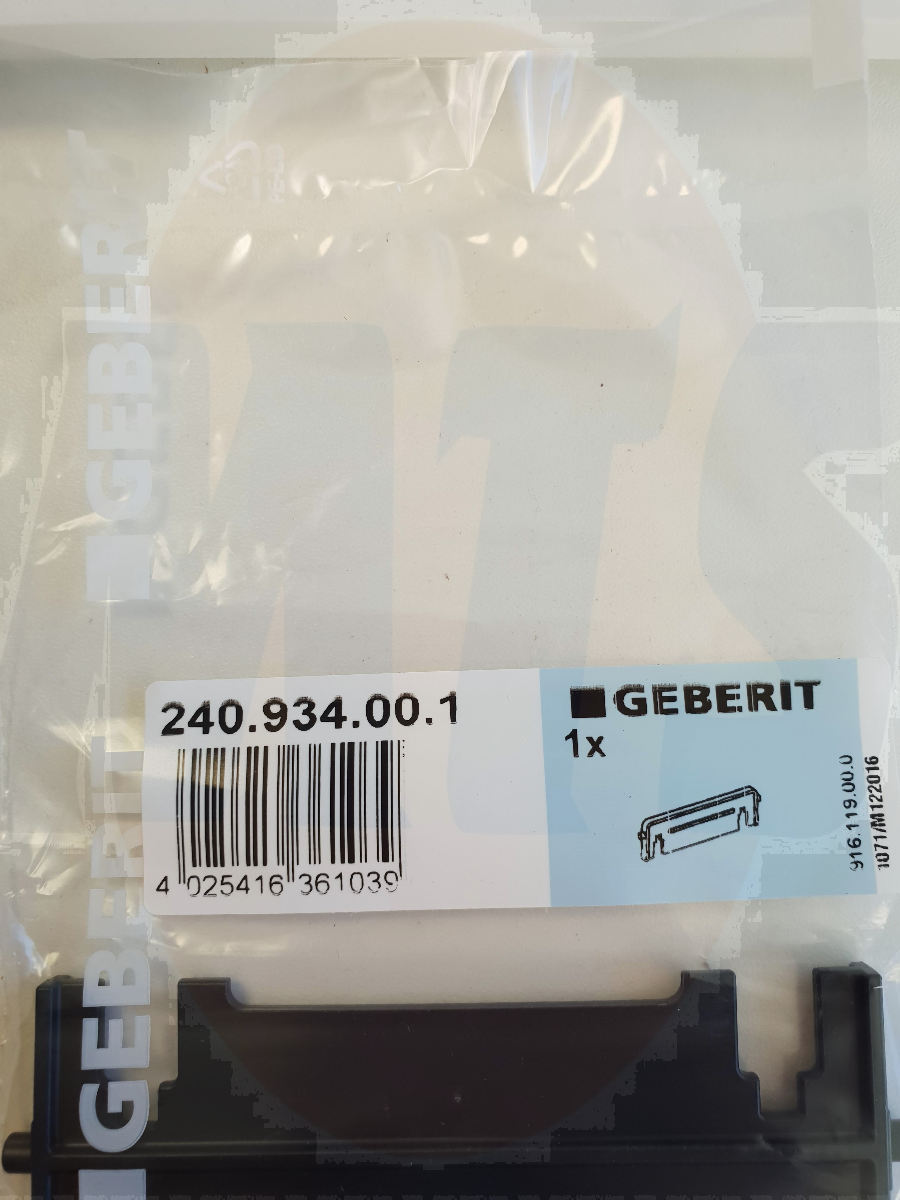 240.934.00.1
GEBERIT
1x
4 025416 361039
916.119.00.0
1071/M122016
GEBERIT
GEBERIT
GEBERIT